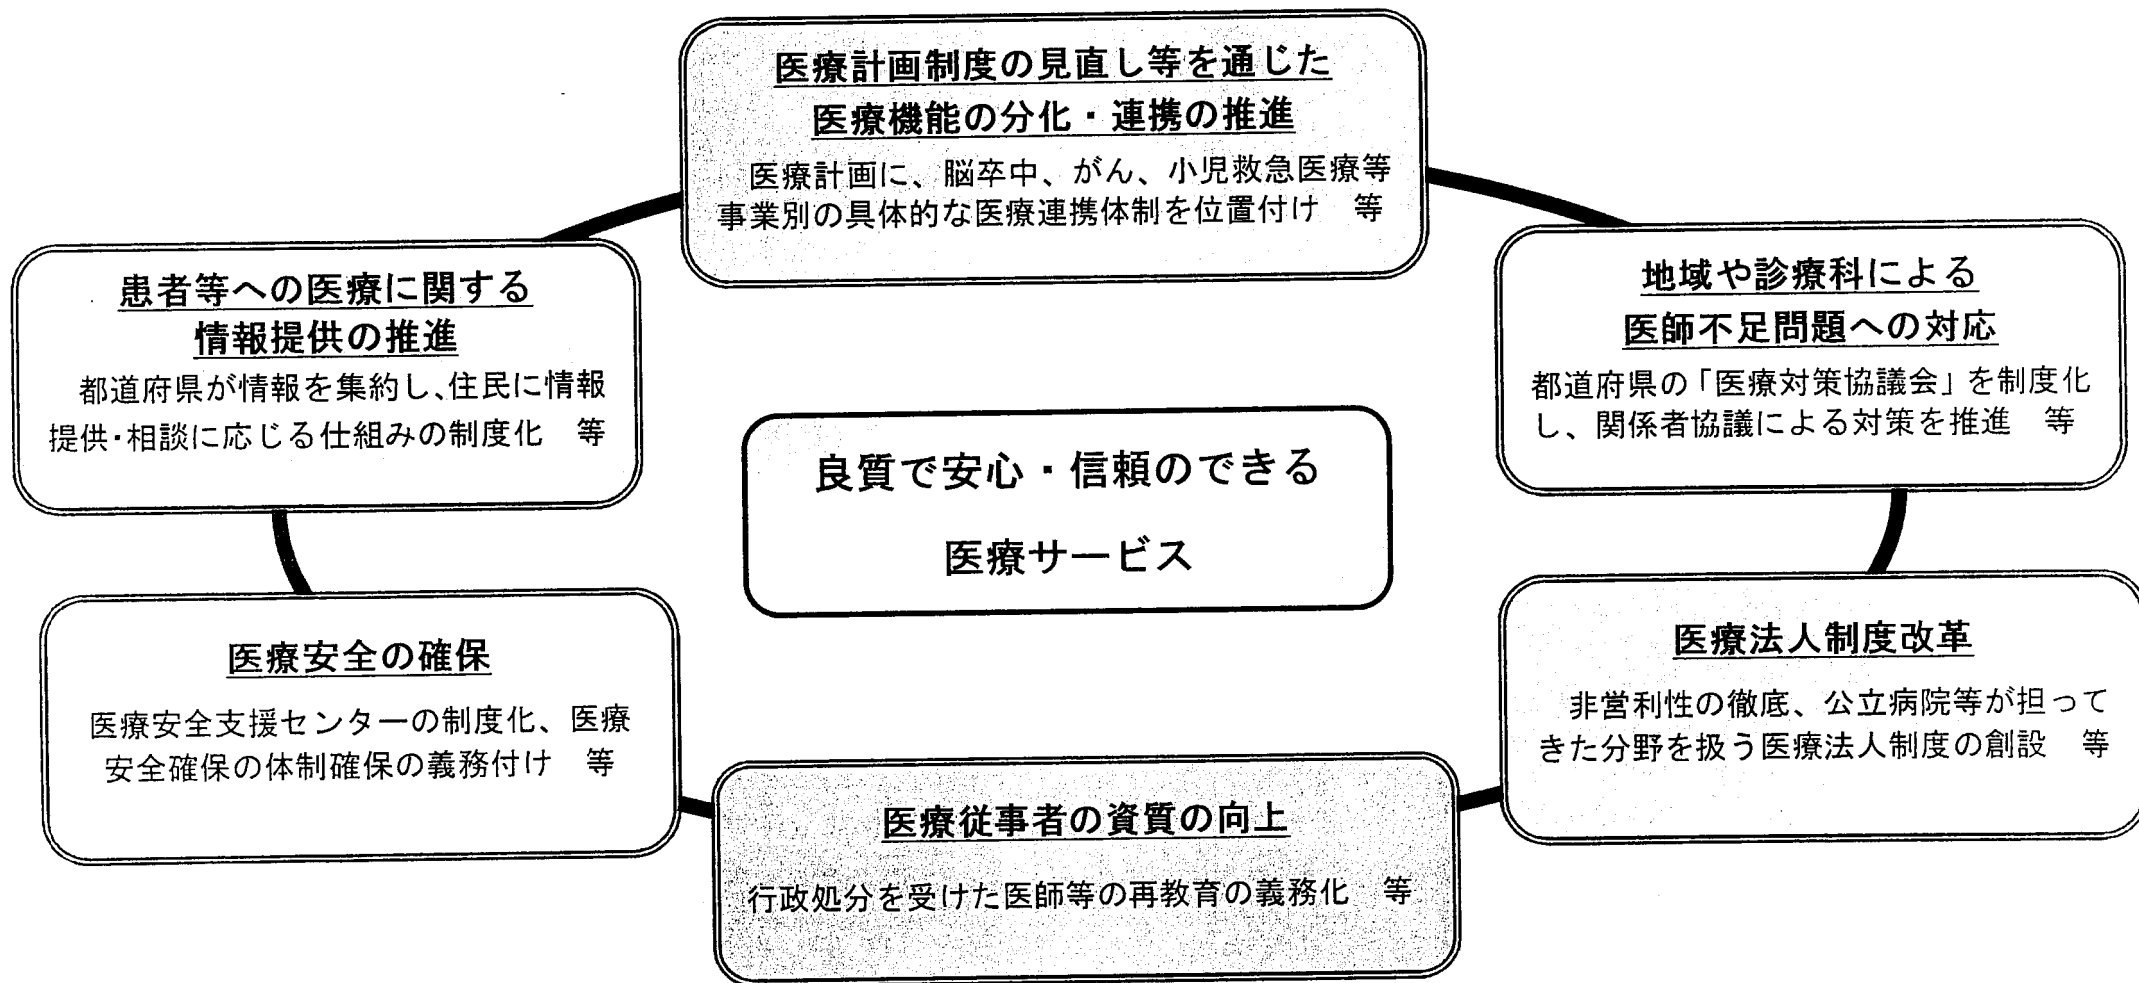 医療計画制度の見直し等を通じた
医療機能の分化・連携の推進
医療計画に、脳卒中、がん、小児救急医療等
事業別の具体的な医療連携体制を位置付け 等
患者等への医療に関する
情報提供の推進
都道府県が情報を集約し、住民に情報
提供・相談に応じる仕組みの制度化 等
地域や診療科による
医師不足問題への対応
都道府県の「医療対策協議会」を制度化
し、関係者協議による対策を推進 等
良質で安心・信頼のできる
医療サービス
医療安全の確保
医療安全支援センターの制度化、医療
安全確保の体制確保の義務付け 等
医療法人制度改革
非営利性の徹底、公立病院等が担って
きた分野を扱う医療法人制度の創設 等
医療従事者の資質の向上
行政処分を受けた医師等の再教育の義務化 等